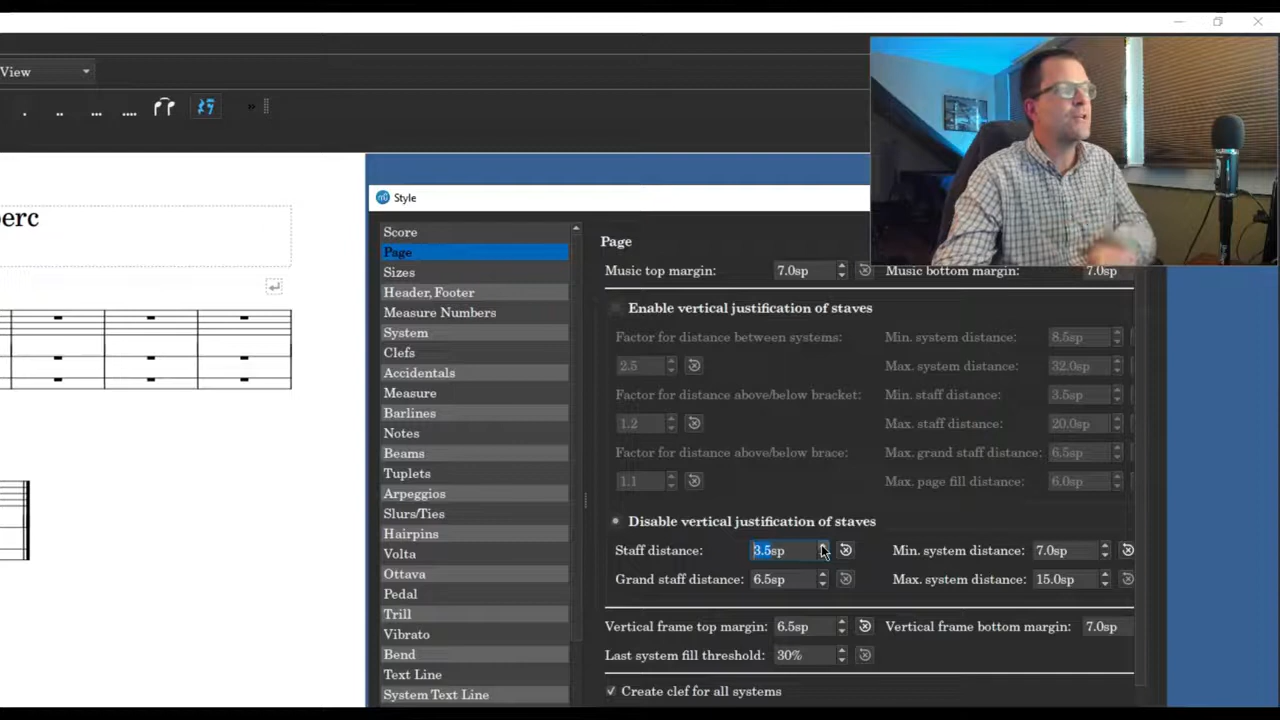 View
erc
Style
Score
Page
Sizes
Header, Footer
Measure Numbers
System
Clefs
Accidentals
Measure
Barlines
Notes
Beams
Tuplets
Arpeggios
Slurs/Ties
Hairpins
Volta
Ottava
Pedal
Trill
Vibrato
Bend
Text Line
System Text Line
Page
Music top margin: 7.0sp Music bottom margin: 7.0sp
Enable vertical justification of staves
Factor for distance between systems: Min. system distance: 8.5sp
2.5 Max. system distance: 32.0sp
Factor for distance above/below bracket: Min. staff distance: 3.5sp
1.2 Max. staff distance: 20.0sp
Factor for distance above/below brace: Max. grand staff distance: 6.5sp
1.1 Max. page fill distance: 6.0sp
Disable vertical justification of staves
Staff distance: 3.5sp Min. system distance: 7.0sp
Grand staff distance: 6.5sp Max. system distance: 15.0sp
Vertical frame top margin: 6.5sp Vertical frame bottom margin: 7.0sp
Last system fill threshold: 30%
Create clef for all systems